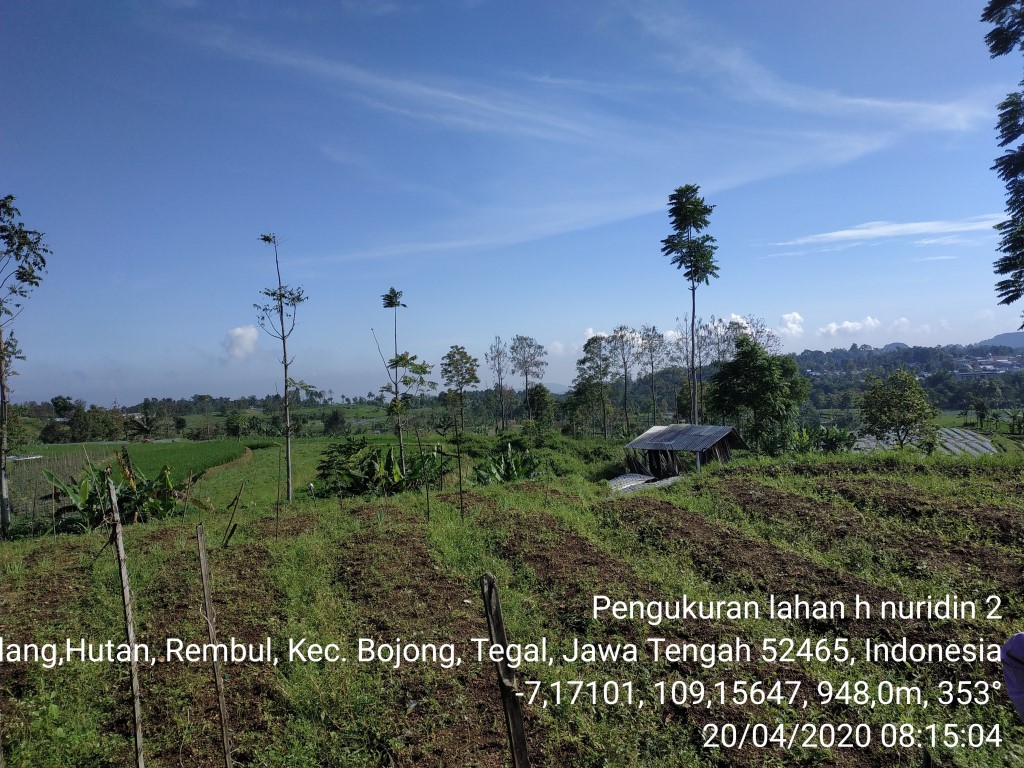 Pengukuran lahan h nuridin 2
Hutan, Rembul, Kec. Bojong, Tegal, Jawa Tengah 52465, Indonesia
-7,17101, 109,15647, 948,0m, 353°
20/04/2020 08:15:04